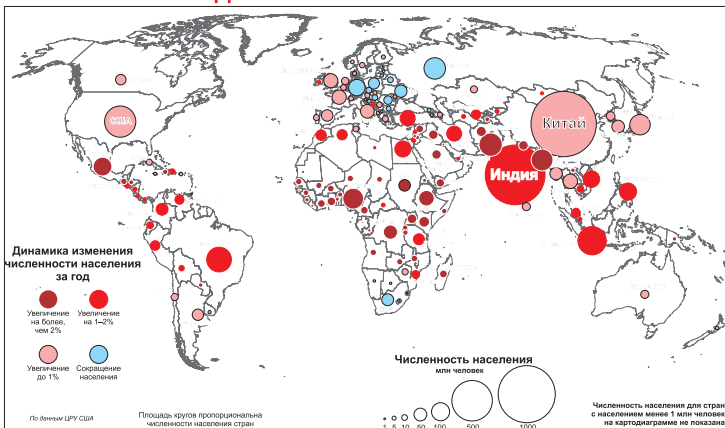 США
Китай
Индия
Динамика изменения
численности населения
за год
Увеличение
на более,
чем 2%
Увеличение
на 1–2%
Увеличение
до 1%
Сокращение
населения
Численность населения
млн человек
1 5 10 50 100 500 1000
По данным ЦРУ США
Площадь кругов пропорциональна
численности населения стран
Численность населения для стран
с населением менее 1 млн человек
на картодиаграмме не показана